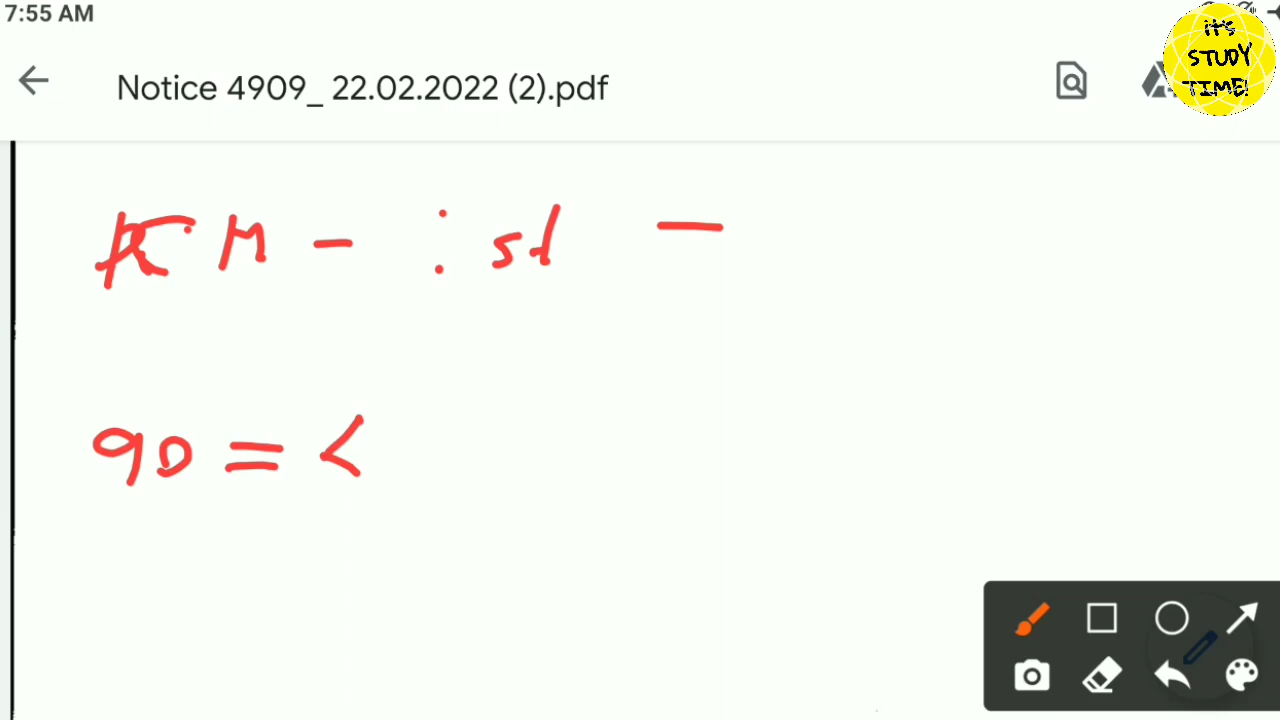 7:55 AM
Notice 4909_ 22.02.2022 (2).pdf
IT'S
STUDY
TIME!
M - : sd -
90 = <